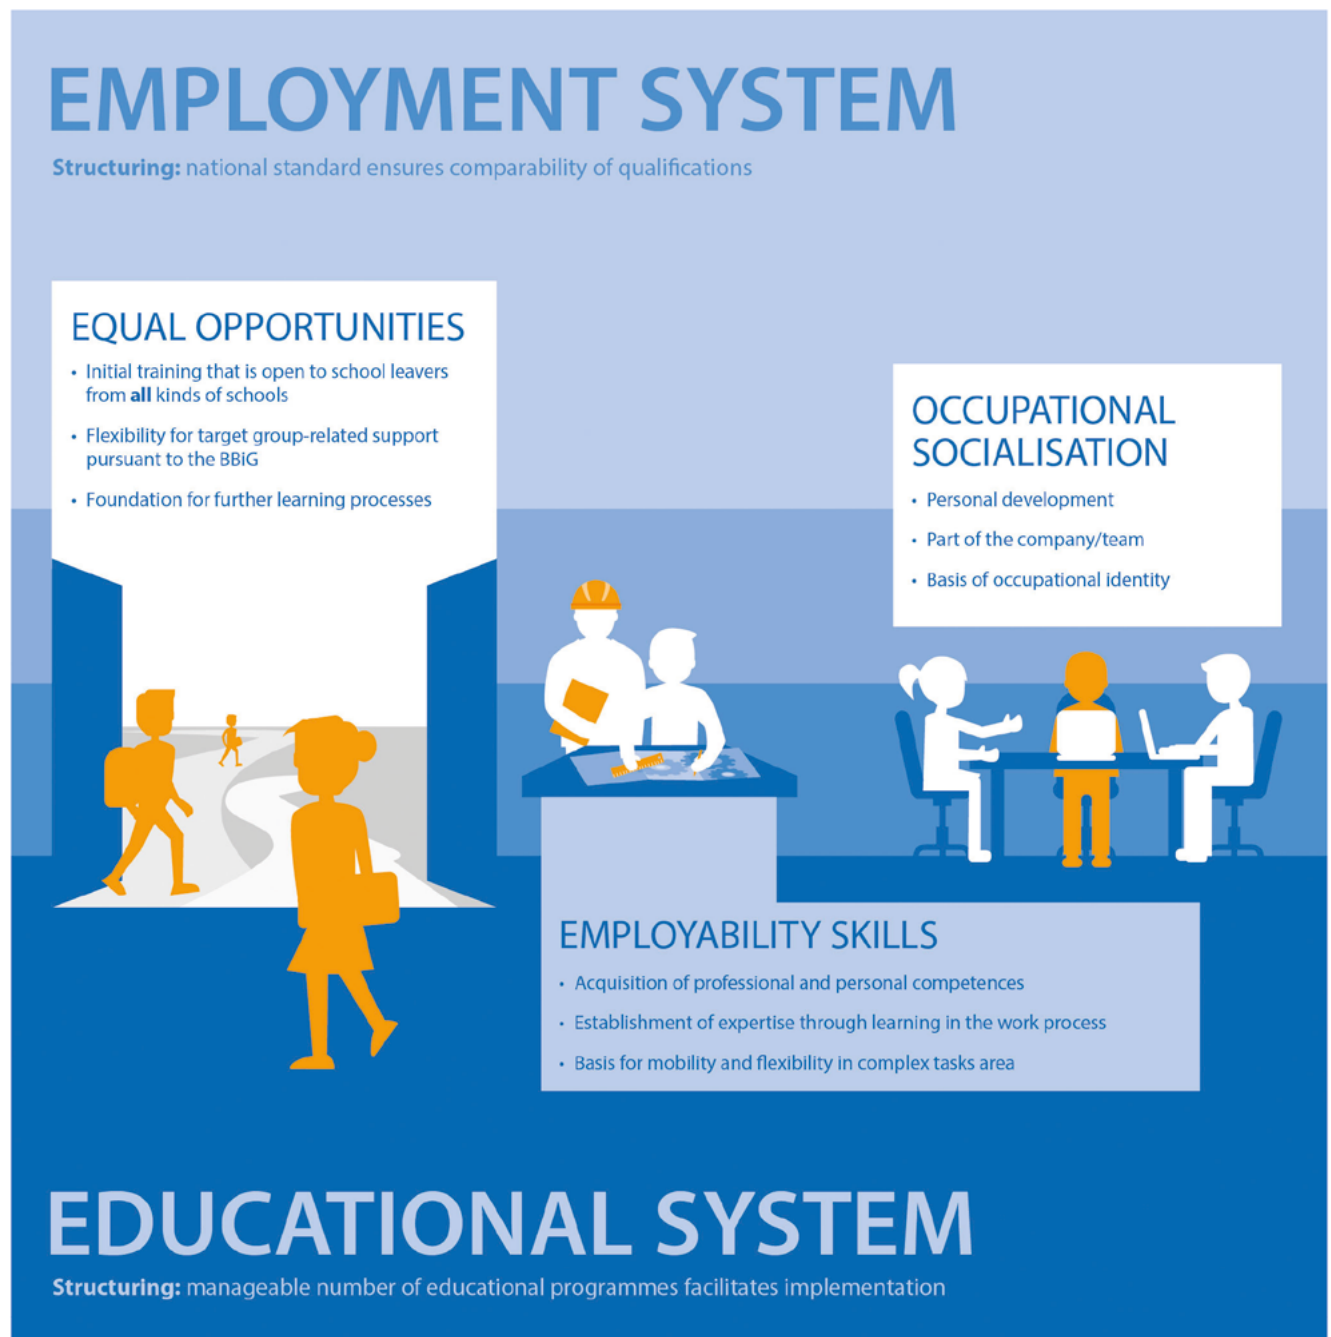 EMPLOYMENT SYSTEM
Structuring: national standard ensures comparability of qualifications
EQUAL OPPORTUNITIES
• Initial training that is open to school leavers
from all kinds of schools
• Flexibility for target group-related support
pursuant to the BBiG
• Foundation for further learning processes
OCCUPATIONAL
SOCIALISATION
• Personal development
• Part of the company/team
• Basis of occupational identity
EMPLOYABILITY SKILLS
• Acquisition of professional and personal competences
• Establishment of expertise through learning in the work process
• Basis for mobility and flexibility in complex tasks area
EDUCATIONAL SYSTEM
Structuring: manageable number of educational programmes facilitates implementation